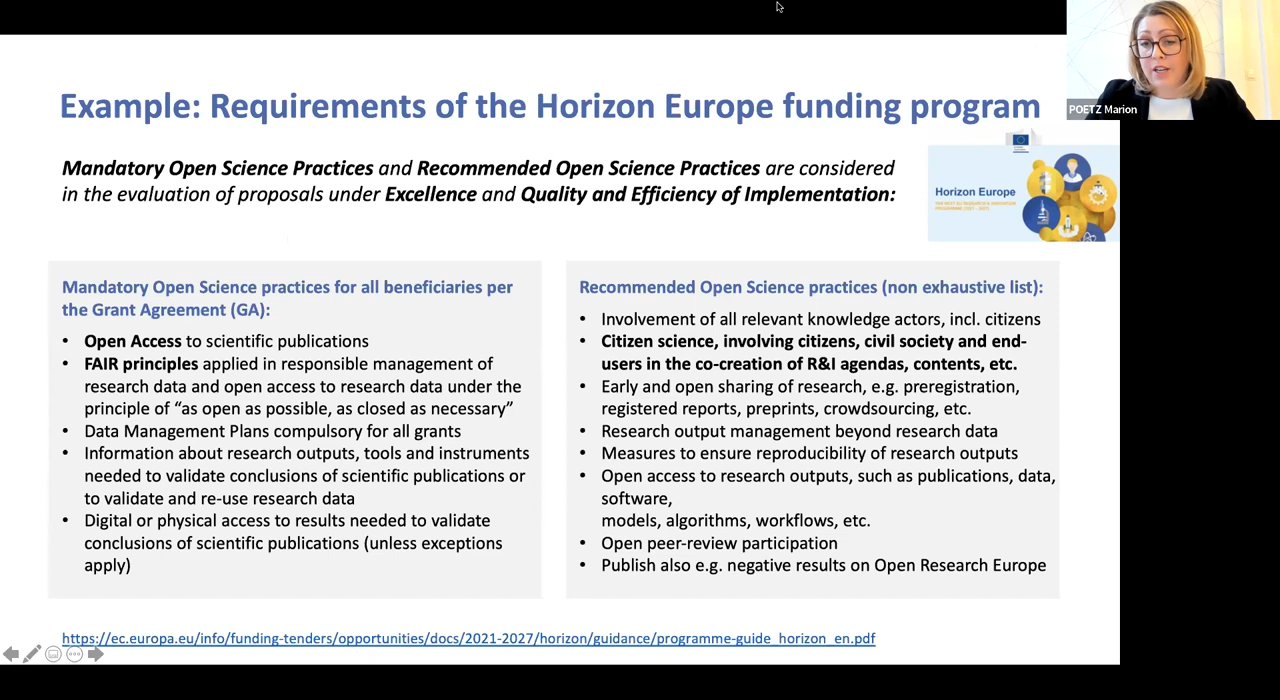 POETZ Marion
Example: Requirements of the Horizon Europe funding program
Mandatory Open Science Practices and Recommended Open Science Practices are considered
in the evaluation of proposals under Excellence and Quality and Efficiency of Implementation:
Horizon Europe
Mandatory Open Science practices for all beneficiaries per
the Grant Agreement (GA):
• Open Access to scientific publications
• FAIR principles applied in responsible management of
research data and open access to research data under the
principle of “as open as possible, as closed as necessary”
• Data Management Plans compulsory for all grants
• Information about research outputs, tools and instruments
needed to validate conclusions of scientific publications or
to validate and re-use research data
• Digital or physical access to results needed to validate
conclusions of scientific publications (unless exceptions
apply)
Recommended Open Science practices (non exhaustive list):
• Involvement of all relevant knowledge actors, incl. citizens
• Citizen science, involving citizens, civil society and end-
users in the co-creation of R&I agendas, contents, etc.
• Early and open sharing of research, e.g. preregistration,
registered reports, preprints, crowdsourcing, etc.
• Research output management beyond research data
• Measures to ensure reproducibility of research outputs
• Open access to research outputs, such as publications, data,
software,
models, algorithms, workflows, etc.
• Open peer-review participation
• Publish also e.g. negative results on Open Research Europe
https://ec.europa.eu/info/funding-tenders/opportunities/docs/2021-2027/horizon/guidance/programme-guide_horizon_en.pdf